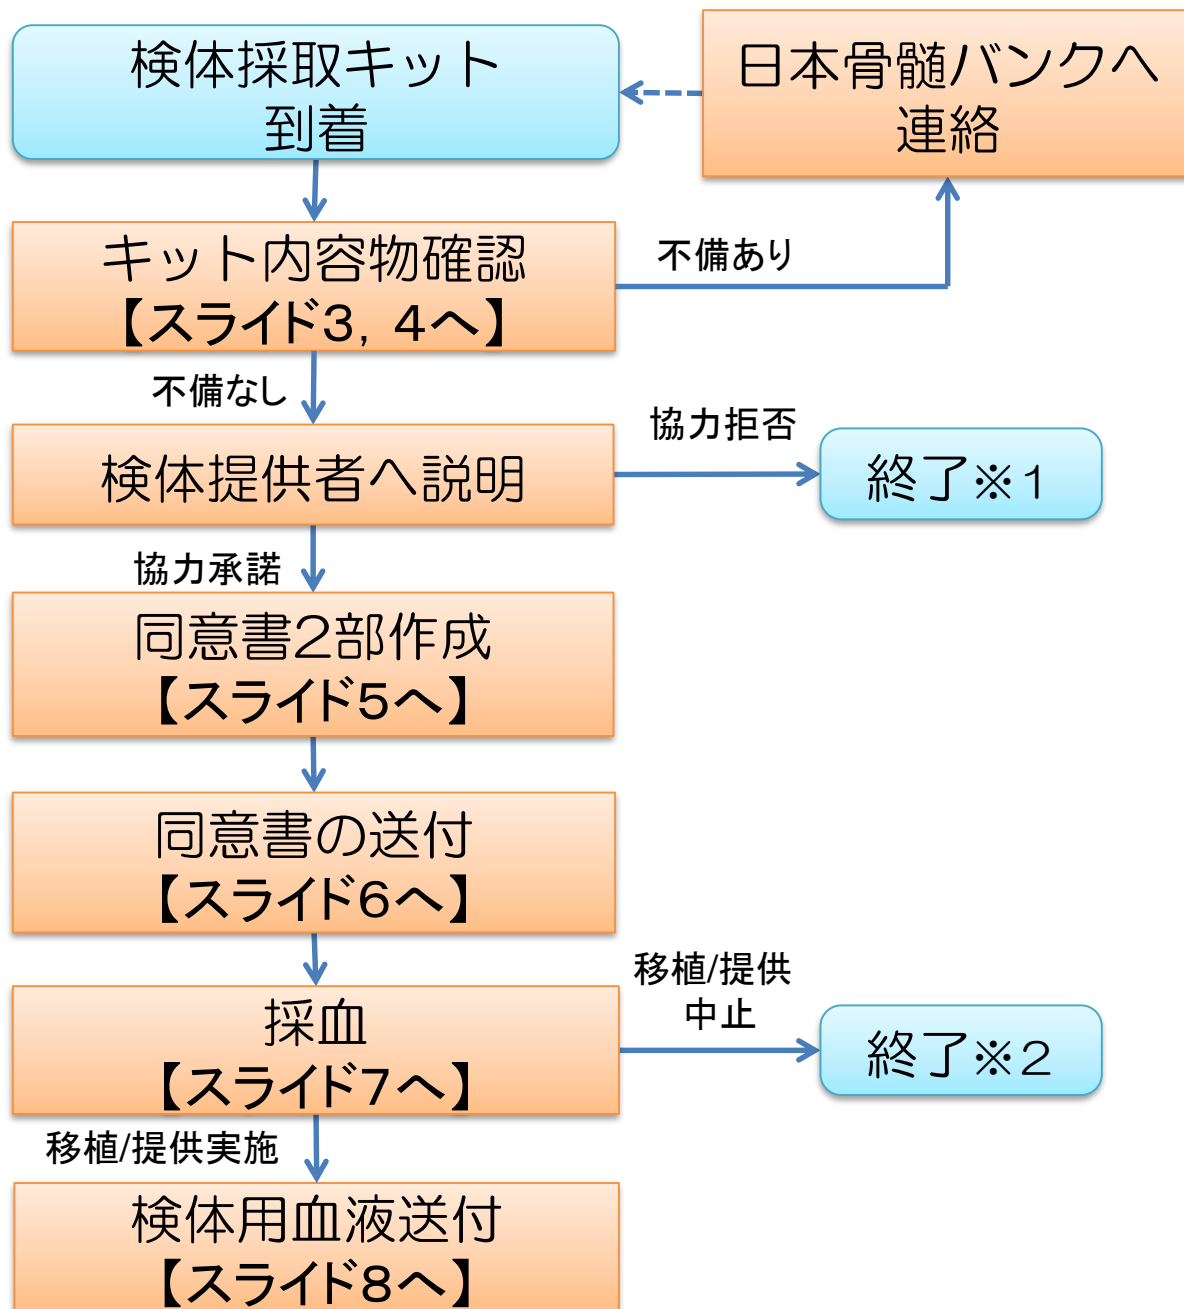 検体採取キット
到着
日本骨髄バンクへ
連絡
キット内容物確認
【スライド３，４へ】
不備あり
不備なし
検体提供者へ説明
協力拒否
終了※１
協力承諾
同意書２部作成
【スライド５へ】
同意書の送付
【スライド６へ】
採血
【スライド７へ】
移植/提供
中止
終了※２
移植/提供実施
検体用血液送付
【スライド８へ】